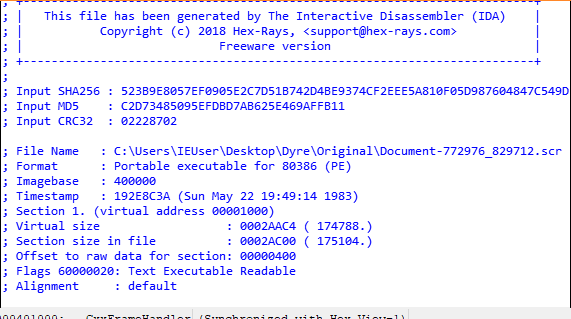 ; +-----------------------------------------------------------------------+
; |   This file has been generated by The Interactive Disassembler (IDA)   |
; |           Copyright (c) 2018 Hex-Rays, <support@hex-rays.com>          |
; |                            Freeware version                            |
; +-----------------------------------------------------------------------+
;
; Input SHA256 : 523B9E8057EF0905E2C7D51B742D4BE9374CF2EEE5A810F05D987604847C549D
; Input MD5    : C2D73485095EFDBD7AB625E469AFFB11
; Input CRC32  : 02228702

; File Name   : C:\Users\IEUser\Desktop\Dyre\Original\Document-772976_829712.scr
; Format      : Portable executable for 80386 (PE)
; Imagebase   : 400000
; Timestamp   : 192E8C3A (Sun May 22 19:49:14 1983)
; Section 1. (virtual address 00001000)
; Virtual size                  : 0002AAC4 ( 174788.)
; Section size in file          : 0002AC00 ( 175104.)
; Offset to raw data for section: 00000400
; Flags 60000020: Text Executable Readable
; Alignment     : default